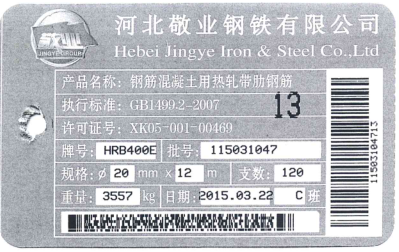 河北敬业钢铁有限公司
敬业
JINGYE GROUP
Hebei Jingye Iron & Steel Co.,Ltd
产品名称: 钢筋混凝土用热轧带肋钢筋
执行标准: GB1499.2-2007
13
许可证号: XK05-001-00469
牌号: HRB400E 批号: 115031047
规格: ϕ 20 mm x 12 m 支数: 120
重量: 3557 kg 日期: 2015.03.22 C 班
11503104713